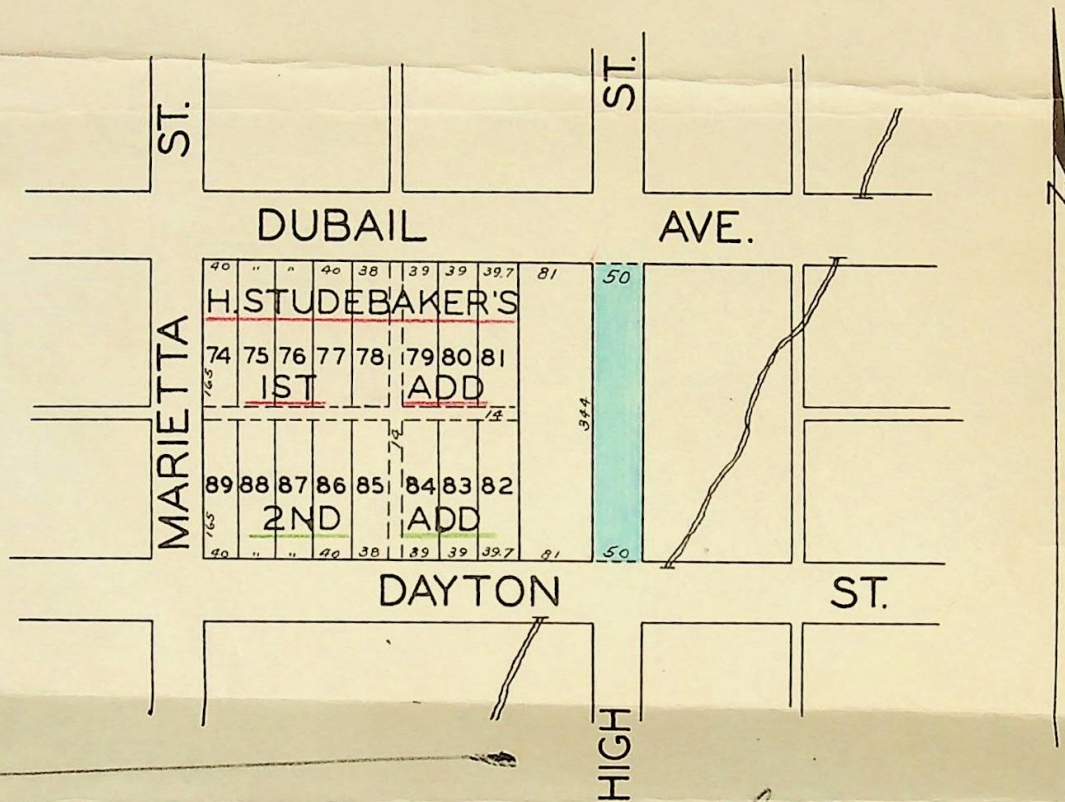 ST.
ST.
DUBAIL AVE.
40 " " 40 38 39 39 39.7 81 50
H. STUDEBAKER'S
74 75 76 77 78 79 80 81
165
1ST ADD
14
344
14
MARIETTA
89 88 87 86 85 84 83 82
165
2ND ADD
40 " " 40 38 39 39 39.7 81 50
DAYTON ST.
HIGH